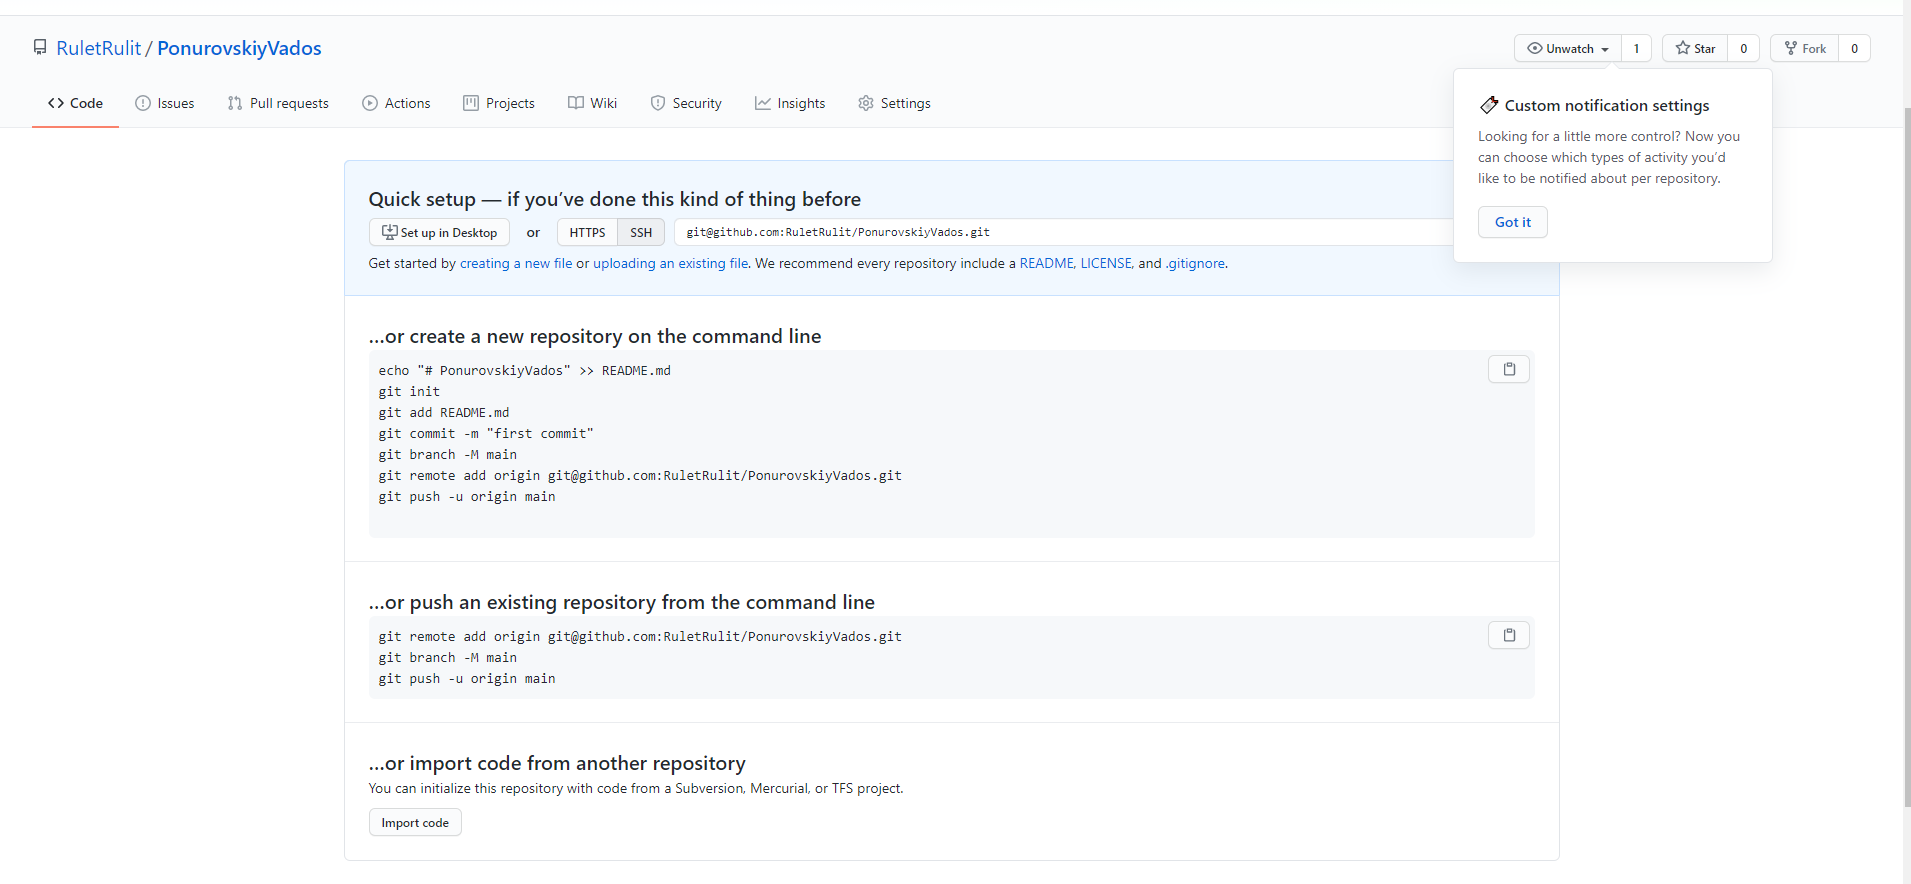 RuletRulit / PonurovskiyVados
Unwatch 1 Star 0 Fork 0
Code Issues Pull requests Actions Projects Wiki Security Insights Settings
Custom notification settings
Looking for a little more control? Now you
can choose which types of activity you’d
like to be notified about per repository.
Got it
Quick setup — if you’ve done this kind of thing before
Set up in Desktop or HTTPS SSH git@github.com:RuletRulit/PonurovskiyVados.git
Get started by creating a new file or uploading an existing file. We recommend every repository include a README, LICENSE, and .gitignore.
…or create a new repository on the command line
echo "# PonurovskiyVados" >> README.md
git init
git add README.md
git commit -m "first commit"
git branch -M main
git remote add origin git@github.com:RuletRulit/PonurovskiyVados.git
git push -u origin main
…or push an existing repository from the command line
git remote add origin git@github.com:RuletRulit/PonurovskiyVados.git
git branch -M main
git push -u origin main
…or import code from another repository
You can initialize this repository with code from a Subversion, Mercurial, or TFS project.
Import code